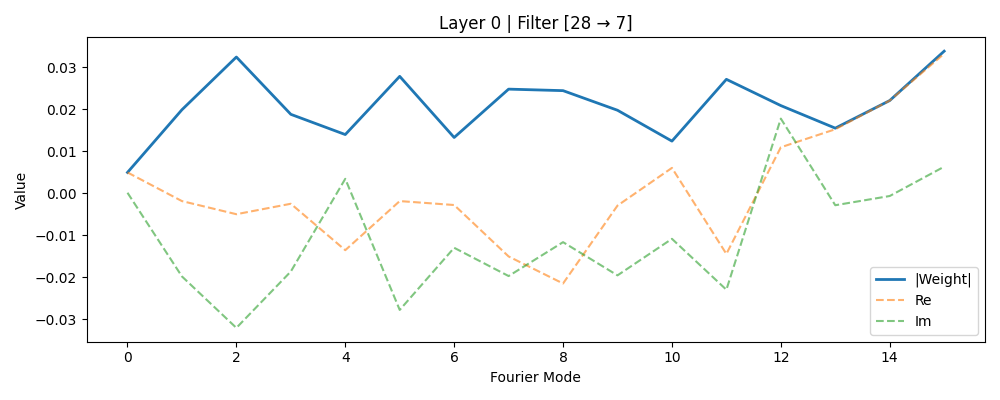 Layer 0 | Filter [28 → 7]
Value
0.03
0.02
0.01
0.00
−0.01
−0.02
−0.03
0 2 4 6 8 10 12 14
Fourier Mode
|Weight|
Re
Im